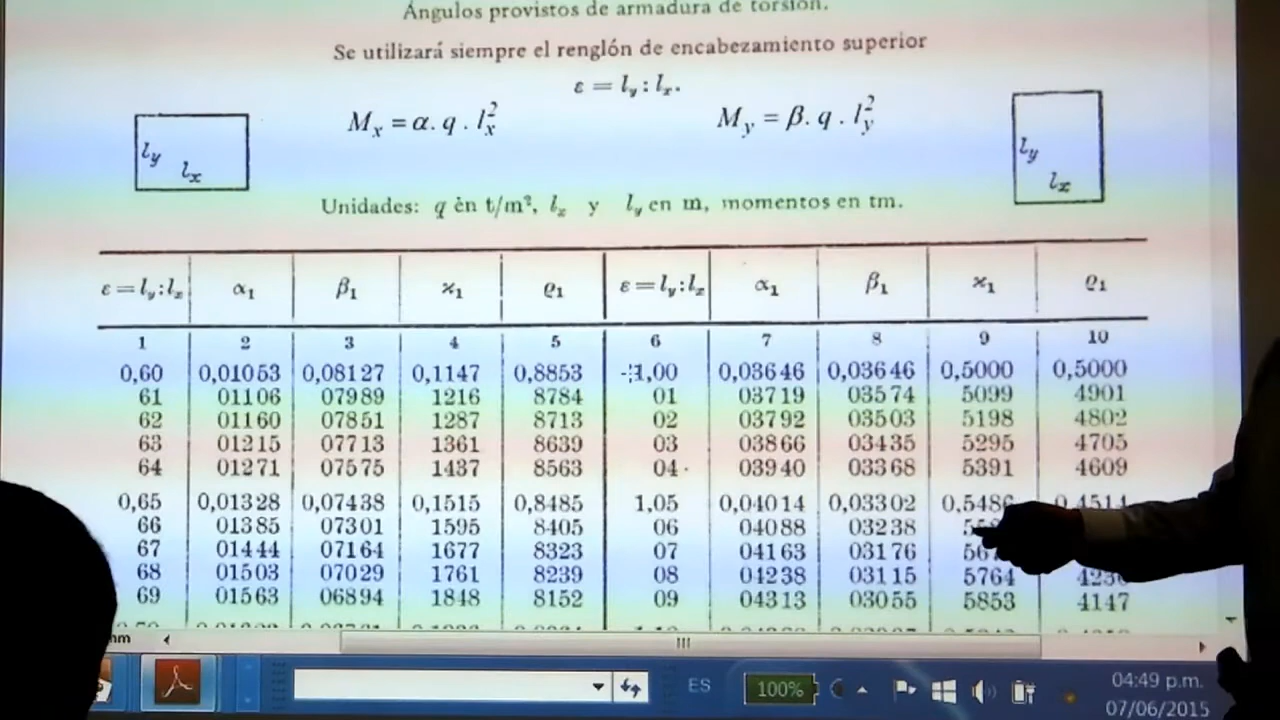 Ángulos provistos de armadura de torsión.
Se utilizará siempre el renglón de encabezamiento superior
ε = l_y : l_x.
M_x = α. q . l_x^2 M_y = β. q . l_y^2
l_y l_x l_y l_x
Unidades: q en t/m², l_x y l_y en m, momentos en tm.
ε = l_y : l_x α₁ β₁ ϰ₁ ϱ₁ ε = l_y : l_x α₁ β₁ ϰ₁ ϱ₁
1 2 3 4 5 6 7 8 9 10
0,60 0,01053 0,08127 0,1147 0,8853 1,00 0,03646 0,03646 0,5000 0,5000
61 01106 07989 1216 8784 01 03719 03574 5099 4901
62 01160 07851 1287 8713 02 03792 03503 5198 4802
63 01215 07713 1361 8639 03 03866 03435 5295 4705
64 01271 07575 1437 8563 04 03940 03368 5391 4609
0,65 0,01328 0,07438 0,1515 0,8485 1,05 0,04014 0,03302 0,5486 0,4514
66 01385 07301 1595 8405 06 04088 03238
67 01444 07164 1677 8323 07 04163 03176
68 01503 07029 1761 8239 08 04238 03115 5764 4236
69 01563 06894 1848 8152 09 04313 03055 5853 4147
ES 100% 04:49 p.m.
07/06/2015